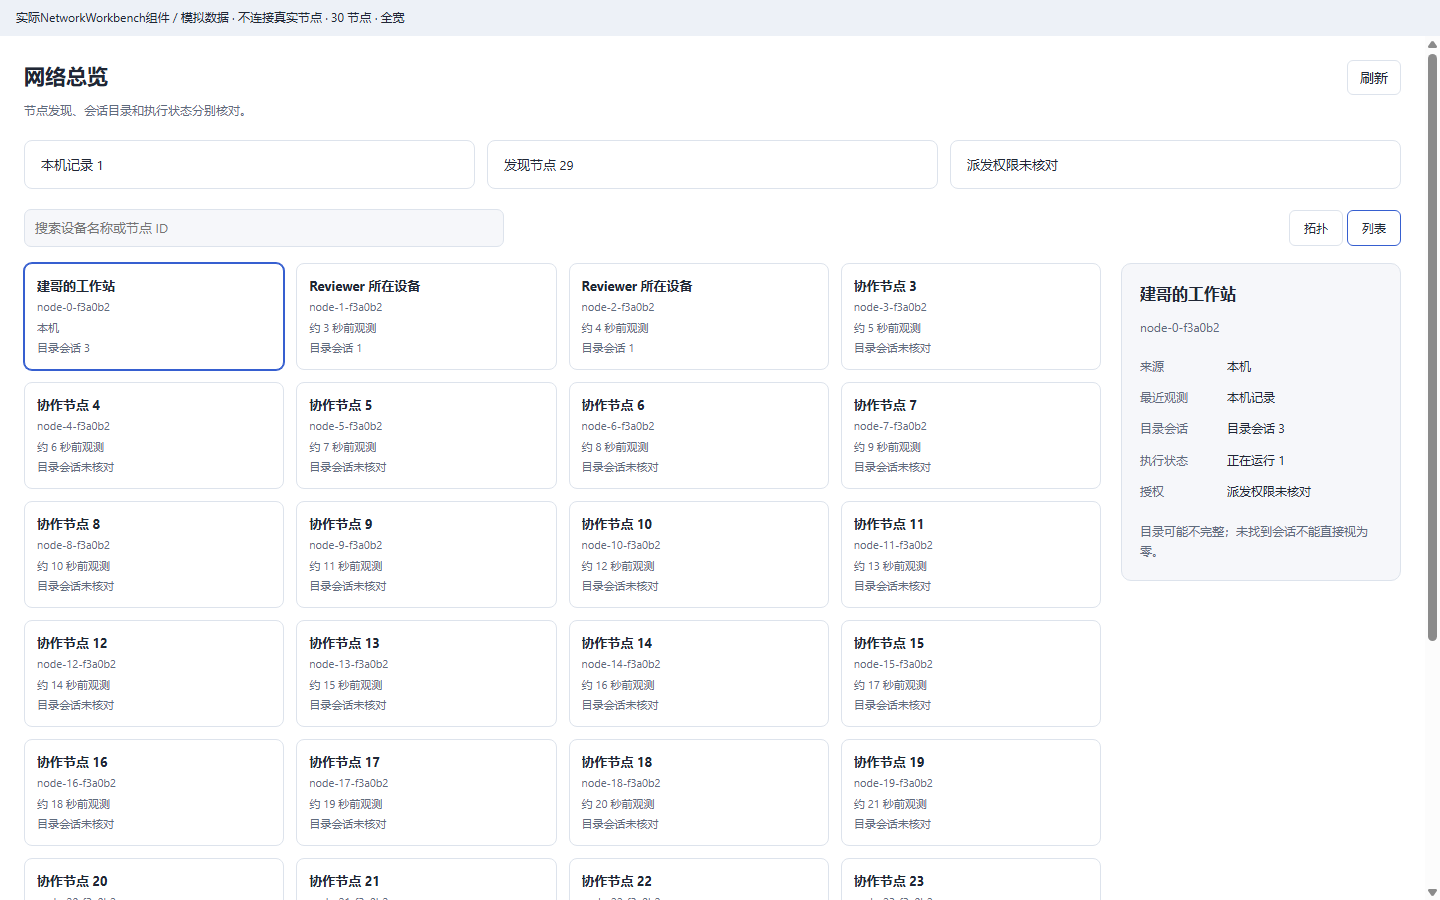 实际NetworkWorkbench组件 / 模拟数据 · 不连接真实节点 · 30 节点 · 全宽
网络总览
刷新
节点发现、会话目录和执行状态分别核对。
本机记录 1
发现节点 29
派发权限未核对
搜索设备名称或节点 ID
拓扑
列表
建哥的工作站
node-0-f3a0b2
本机
目录会话 3
Reviewer 所在设备
node-1-f3a0b2
约 3 秒前观测
目录会话 1
Reviewer 所在设备
node-2-f3a0b2
约 4 秒前观测
目录会话 1
协作节点 3
node-3-f3a0b2
约 5 秒前观测
目录会话未核对
协作节点 4
node-4-f3a0b2
约 6 秒前观测
目录会话未核对
协作节点 5
node-5-f3a0b2
约 7 秒前观测
目录会话未核对
协作节点 6
node-6-f3a0b2
约 8 秒前观测
目录会话未核对
协作节点 7
node-7-f3a0b2
约 9 秒前观测
目录会话未核对
协作节点 8
node-8-f3a0b2
约 10 秒前观测
目录会话未核对
协作节点 9
node-9-f3a0b2
约 11 秒前观测
目录会话未核对
协作节点 10
node-10-f3a0b2
约 12 秒前观测
目录会话未核对
协作节点 11
node-11-f3a0b2
约 13 秒前观测
目录会话未核对
协作节点 12
node-12-f3a0b2
约 14 秒前观测
目录会话未核对
协作节点 13
node-13-f3a0b2
约 15 秒前观测
目录会话未核对
协作节点 14
node-14-f3a0b2
约 16 秒前观测
目录会话未核对
协作节点 15
node-15-f3a0b2
约 17 秒前观测
目录会话未核对
协作节点 16
node-16-f3a0b2
约 18 秒前观测
目录会话未核对
协作节点 17
node-17-f3a0b2
约 19 秒前观测
目录会话未核对
协作节点 18
node-18-f3a0b2
约 20 秒前观测
目录会话未核对
协作节点 19
node-19-f3a0b2
约 21 秒前观测
目录会话未核对
协作节点 20
协作节点 21
协作节点 22
协作节点 23
建哥的工作站
node-0-f3a0b2
来源 本机
最近观测 本机记录
目录会话 目录会话 3
执行状态 正在运行 1
授权 派发权限未核对
目录可能不完整；未找到会话不能直接视为
零。